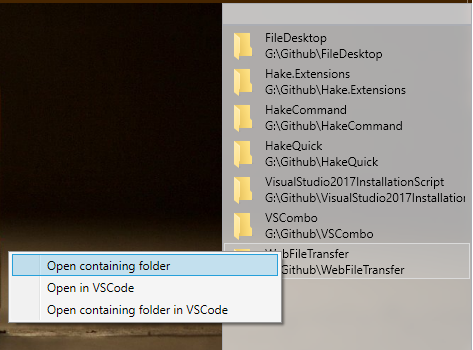 FileDesktop
G:\Github\FileDesktop
Hake.Extensions
G:\Github\Hake.Extensions
HakeCommand
G:\Github\HakeCommand
HakeQuick
G:\Github\HakeQuick
VisualStudio2017InstallationScript
G:\Github\VisualStudio2017Installation
VSCombo
G:\Github\VSCombo
WebFileTransfer
\Github\WebFileTransfer
Open containing folder
Open in VSCode
Open containing folder in VSCode